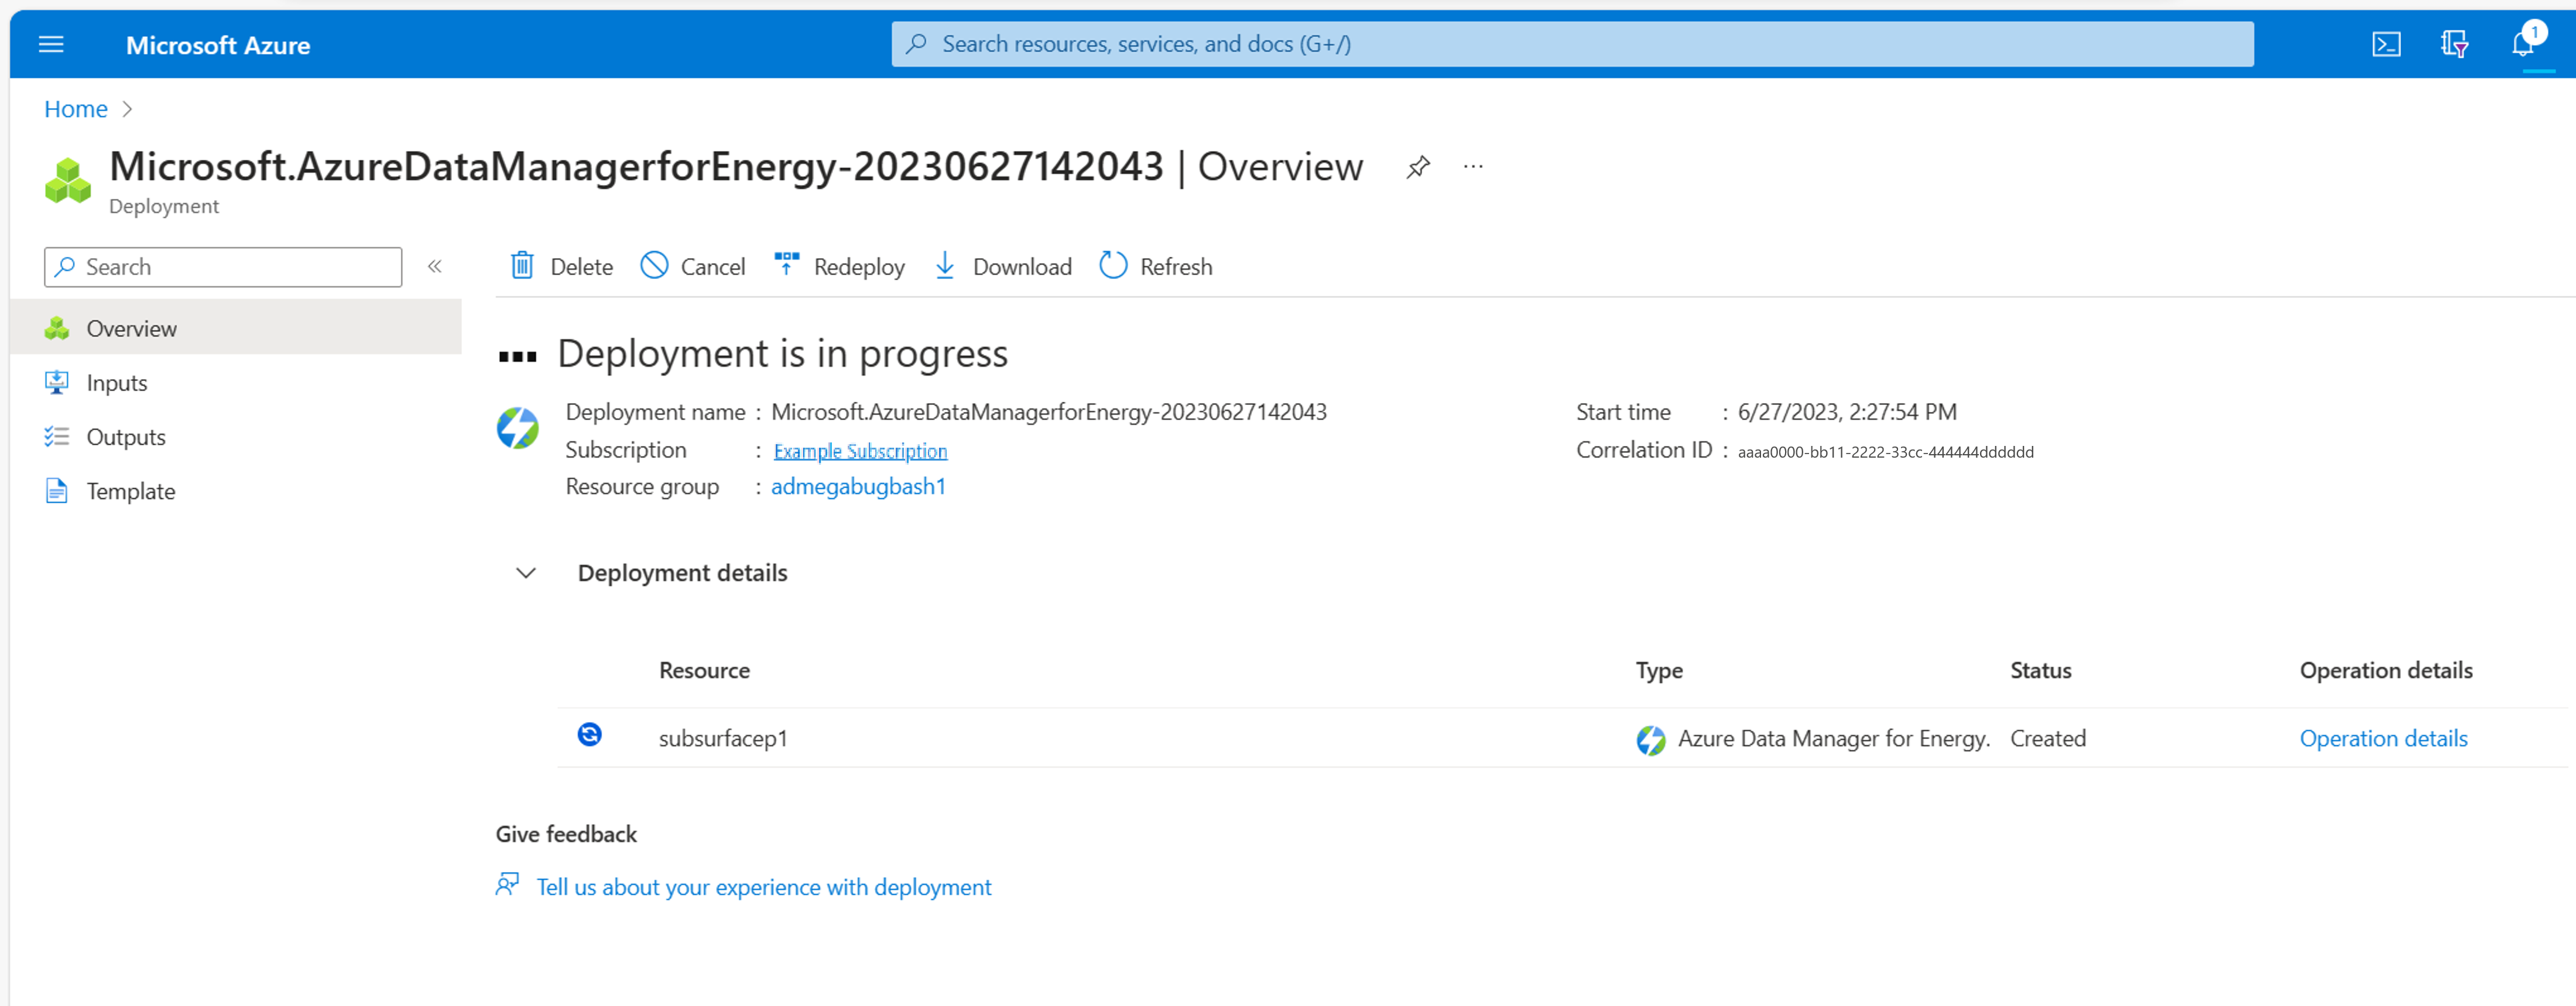 Microsoft Azure
Search resources, services, and docs (G+/)
1
Home
Microsoft.AzureDataManagerforEnergy-20230627142043 | Overview
Deployment
Search
Delete
Cancel
Redeploy
Download
Refresh
Overview
Inputs
Outputs
Template
Deployment is in progress
Deployment name : Microsoft.AzureDataManagerforEnergy-20230627142043
Subscription : Example Subscription
Resource group : admegabugbash1
Start time : 6/27/2023, 2:27:54 PM
Correlation ID : aaaa0000-bb11-2222-33cc-444444dddddd
Deployment details
Resource Type Status Operation details
subsurfacep1 Azure Data Manager for Energy. Created Operation details
Give feedback
Tell us about your experience with deployment